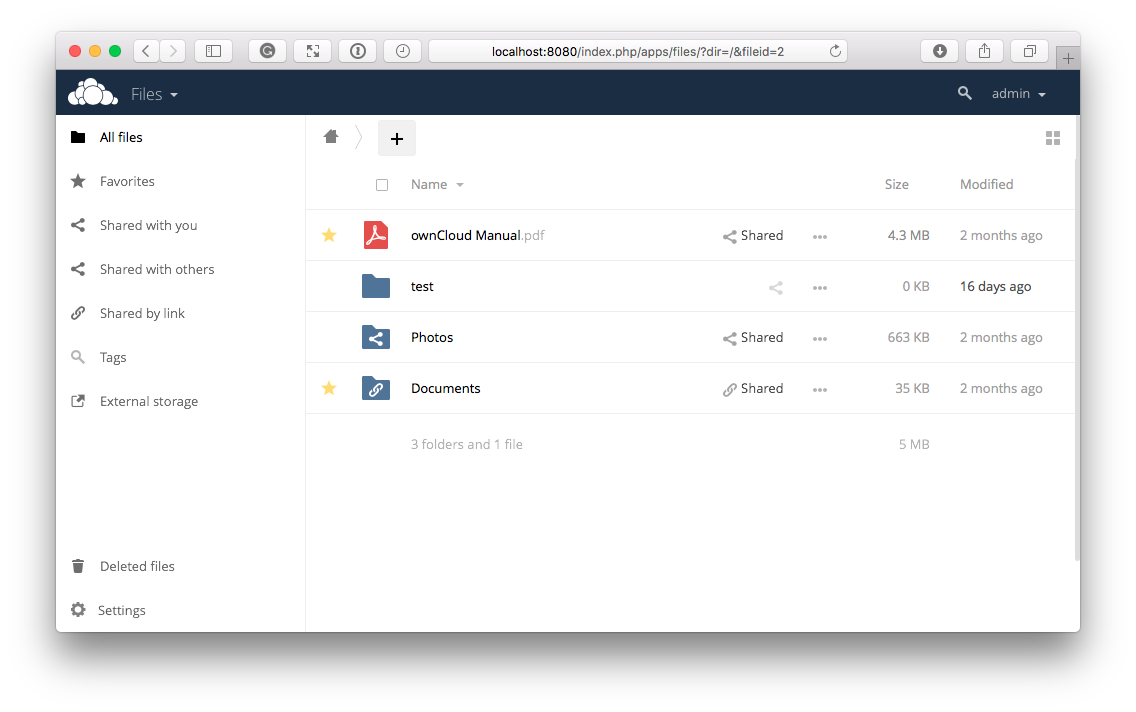 localhost:8080/index.php/apps/files/?dir=/&fileid=2
Files
admin
All files
Favorites
Shared with you
Shared with others
Shared by link
Tags
External storage
Deleted files
Settings
Name Size Modified
ownCloud Manual.pdf Shared 4.3 MB 2 months ago
test 0 KB 16 days ago
Photos Shared 663 KB 2 months ago
Documents Shared 35 KB 2 months ago
3 folders and 1 file 5 MB